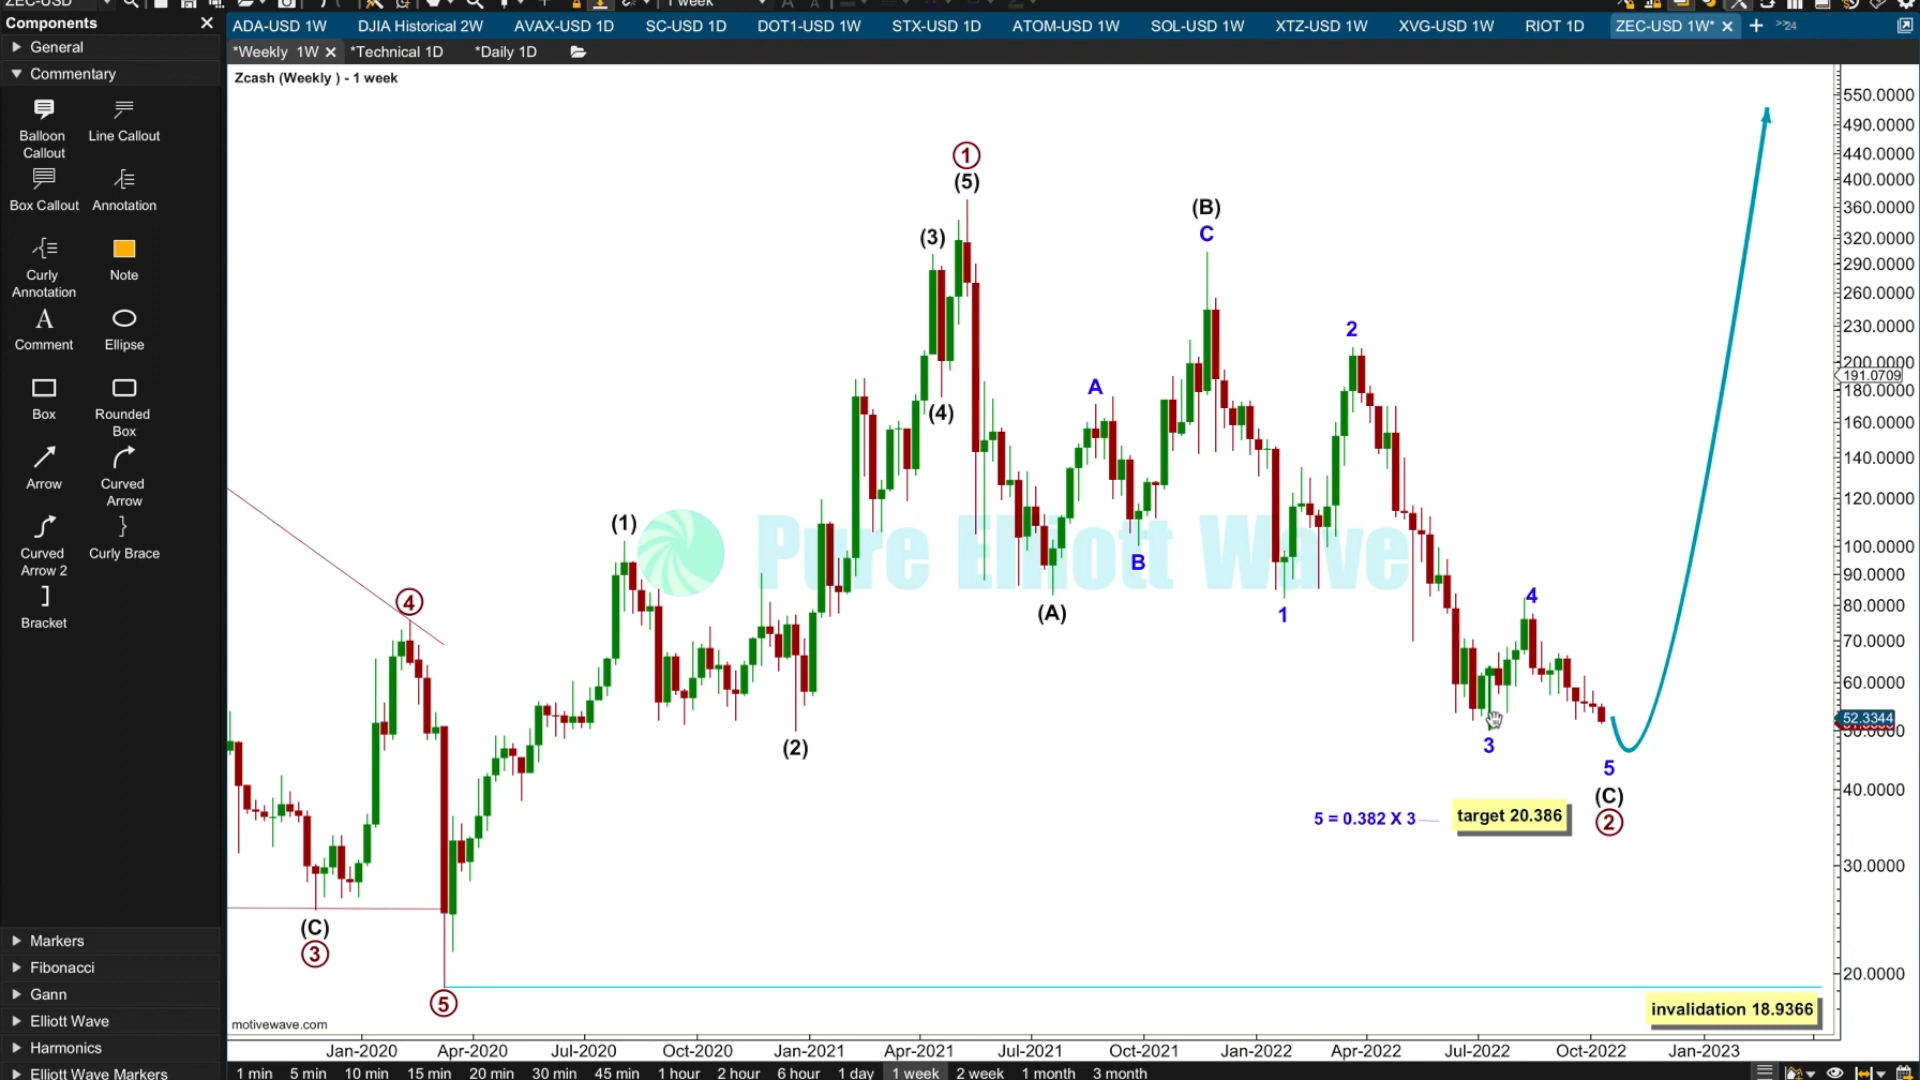 ZEC-USD
1 week
Components
ADA-USD 1W
DJIA Historical 2W
AVAX-USD 1D
SC-USD 1D
DOT1-USD 1W
STX-USD 1D
ATOM-USD 1W
SOL-USD 1W
XTZ-USD 1W
XVG-USD 1W
RIOT 1D
ZEC-USD 1W*
24
General
*Weekly 1W
*Technical 1D
*Daily 1D
Commentary
Zcash (Weekly ) - 1 week
Balloon Callout
Line Callout
Box Callout
Annotation
Curly Annotation
Note
A
Comment
Ellipse
Box
Rounded Box
Arrow
Curved Arrow
Curved Arrow 2
Curly Brace
Bracket
Markers
Fibonacci
Gann
Elliott Wave
Harmonics
Elliott Wave Markers
1
(5)
(3)
(4)
(B)
C
2
A
B
(A)
1
(1)
(2)
4
4
3
(C)
3
5
5
(C)
2
Pure Elliott Wave
5 = 0.382 X 3
target 20.386
invalidation 18.9366
motivewave.com
550.0000
490.0000
440.0000
400.0000
360.0000
320.0000
290.0000
260.0000
230.0000
200.0000
191.0709
180.0000
160.0000
140.0000
120.0000
100.0000
90.0000
80.0000
70.0000
60.0000
52.3344
50.0000
40.0000
30.0000
20.0000
Jan-2020
Apr-2020
Jul-2020
Oct-2020
Jan-2021
Apr-2021
Jul-2021
Oct-2021
Jan-2022
Apr-2022
Jul-2022
Oct-2022
Jan-2023
1 min
5 min
10 min
15 min
20 min
30 min
45 min
1 hour
2 hour
6 hour
1 day
1 week
2 week
1 month
3 month